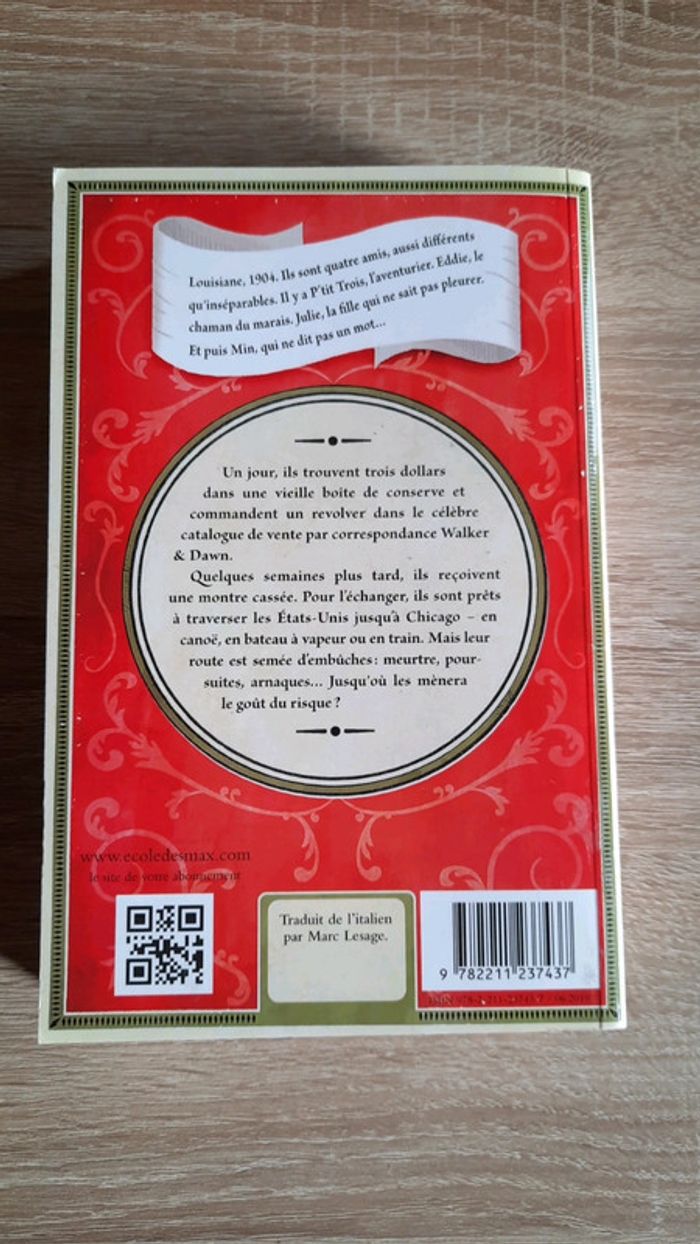 Louisiane, 1904. Ils sont quatre amis, aussi différents
qu'inséparables. Il y a P'tit Trois, l'aventurier. Eddie, le
chaman du marais. Julie, la fille qui ne sait pas pleurer.
Et puis Min, qui ne dit pas un mot...
Un jour, ils trouvent trois dollars
dans une vieille boîte de conserve et
commandent un revolver dans le célèbre
catalogue de vente par correspondance Walker
& Dawn.
Quelques semaines plus tard, ils reçoivent
une montre cassée. Pour l'échanger, ils sont prêts
à traverser les États-Unis jusqu'à Chicago – en
canoë, en bateau à vapeur ou en train. Mais leur
route est semée d'embûches : meurtre, pour-
suites, arnaques... Jusqu'où les mènera
le goût du risque ?
www.ecoledesmax.com
le site de votre abonnement
Traduit de l'italien
par Marc Lesage.
9 782211 237437
ISBN 978-2-211-23743-7